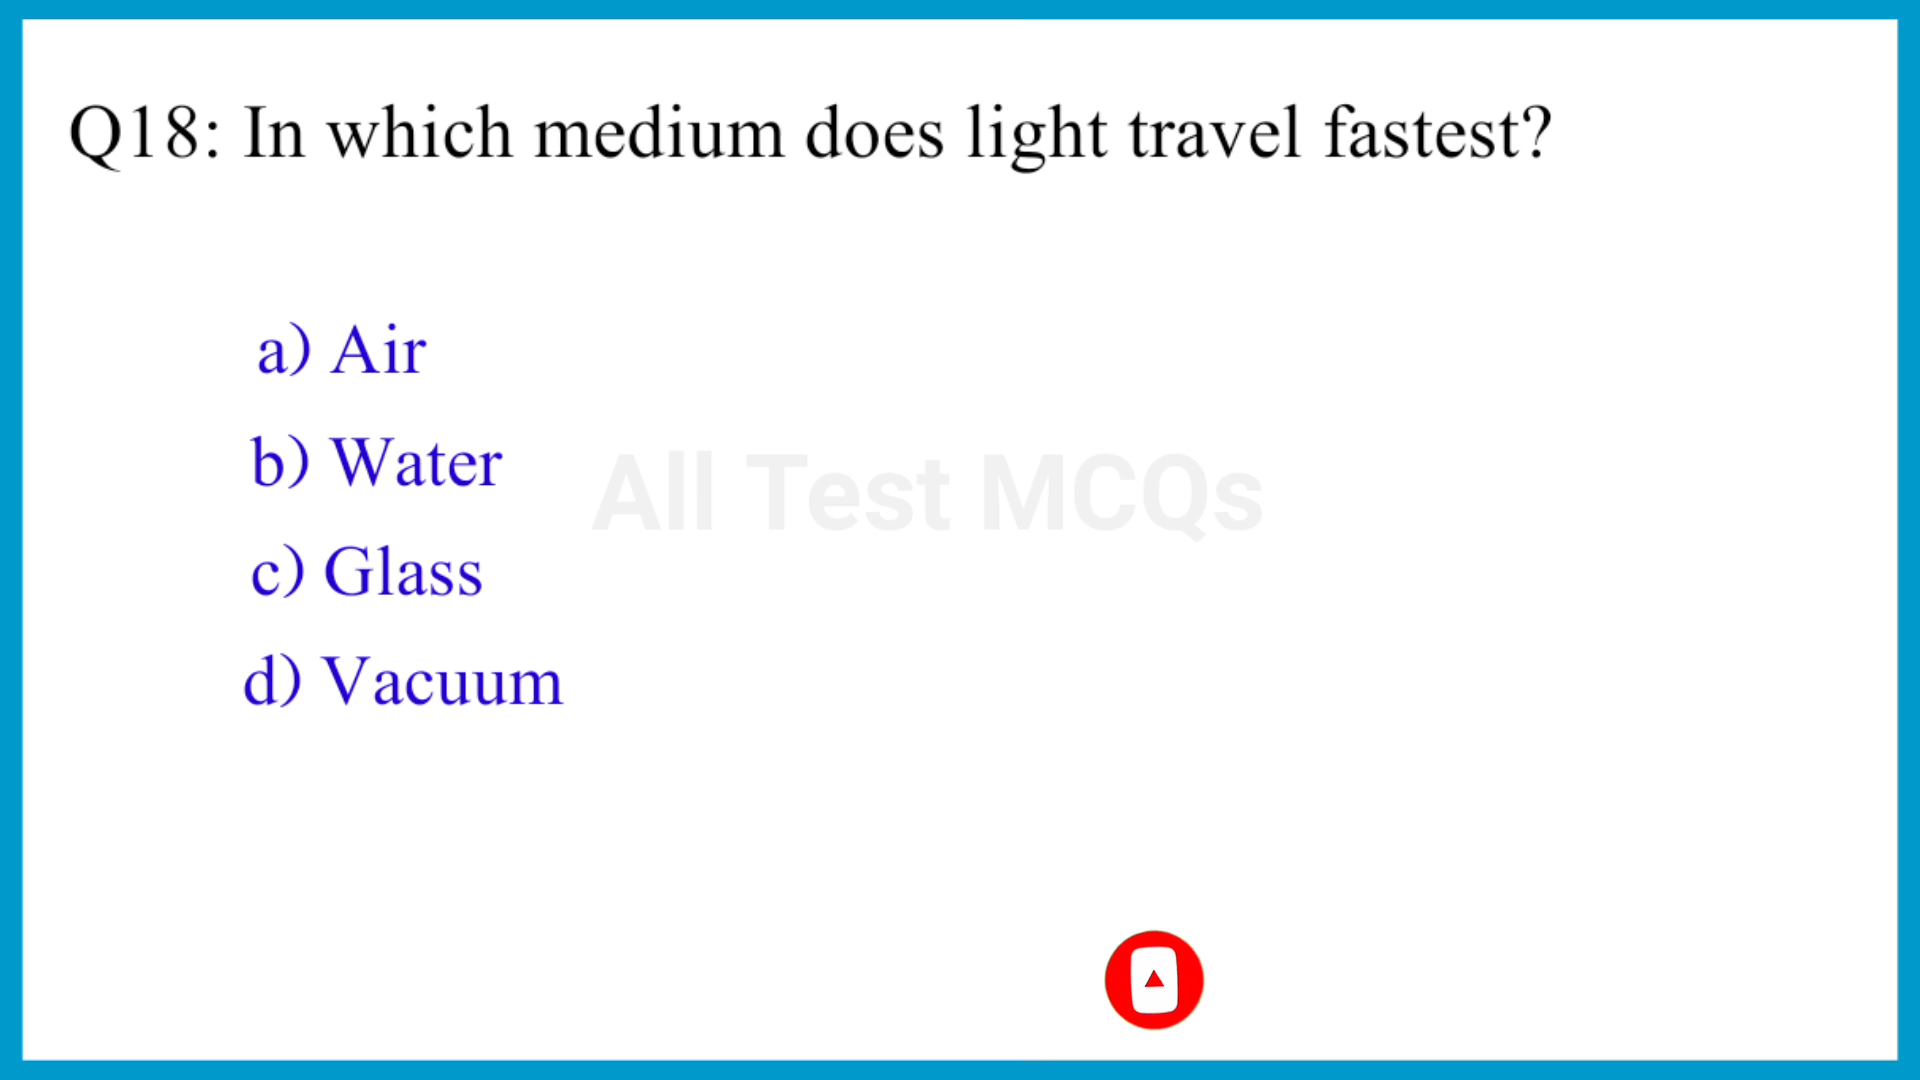 Q18: In which medium does light travel fastest?
a) Air
b) Water
All Test MCQs
c) Glass
d) Vacuum